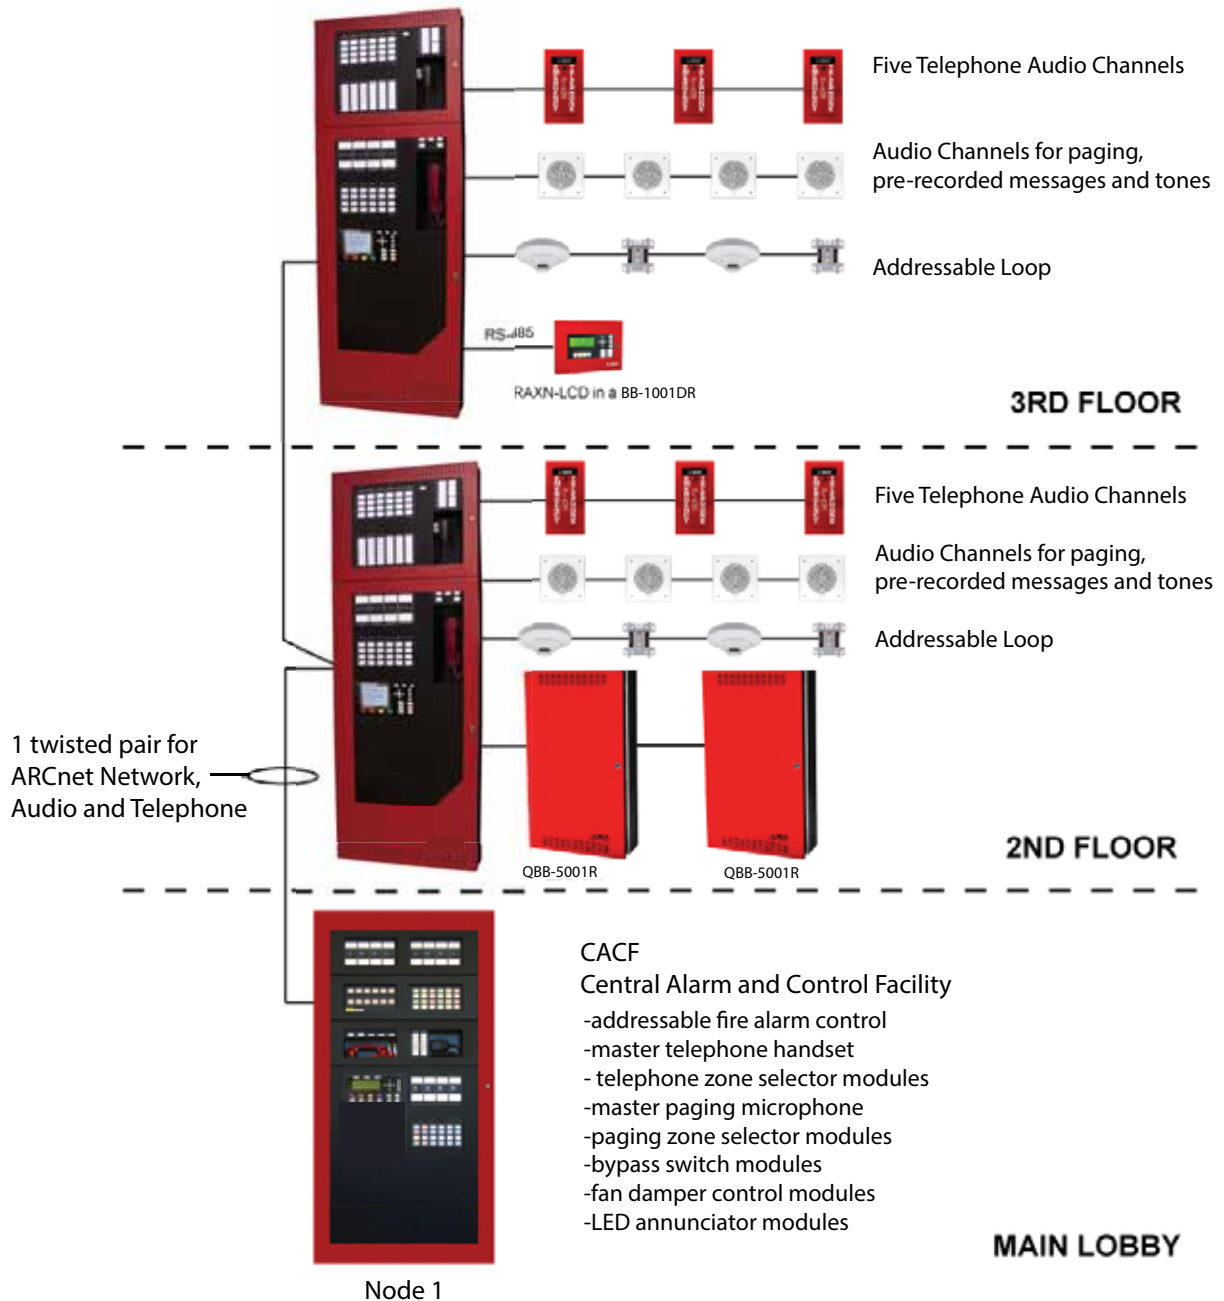 Five Telephone Audio Channels
Audio Channels for paging,
pre-recorded messages and tones
Addressable Loop
RS-485
RAXN-LCD in a BB-1001DR
3RD FLOOR
Five Telephone Audio Channels
Audio Channels for paging,
pre-recorded messages and tones
Addressable Loop
1 twisted pair for
ARCnet Network,
Audio and Telephone
QBB-5001R
QBB-5001R
2ND FLOOR
CACF
Central Alarm and Control Facility
-addressable fire alarm control
-master telephone handset
- telephone zone selector modules
-master paging microphone
-paging zone selector modules
-bypass switch modules
-fan damper control modules
-LED annunciator modules
MAIN LOBBY
Node 1